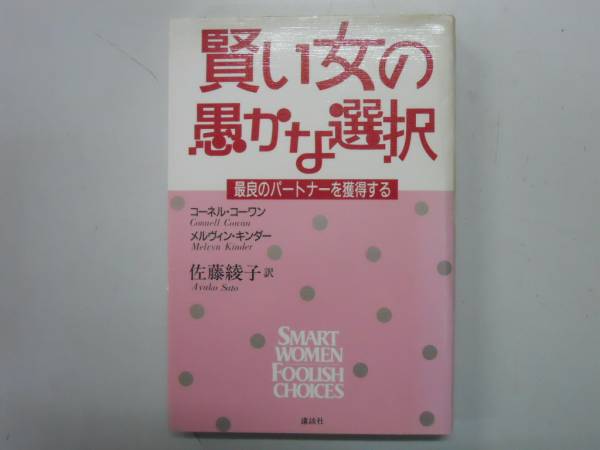 賢い女の
愚かな選択
最良のパートナーを獲得する
コーネル・コーワン
Connell Cowan
メルヴィン・キンダー
Melvyn Kinder
佐藤綾子 訳
Ayako Sato
SMART
WOMEN
FOOLISH
CHOICES
講談社